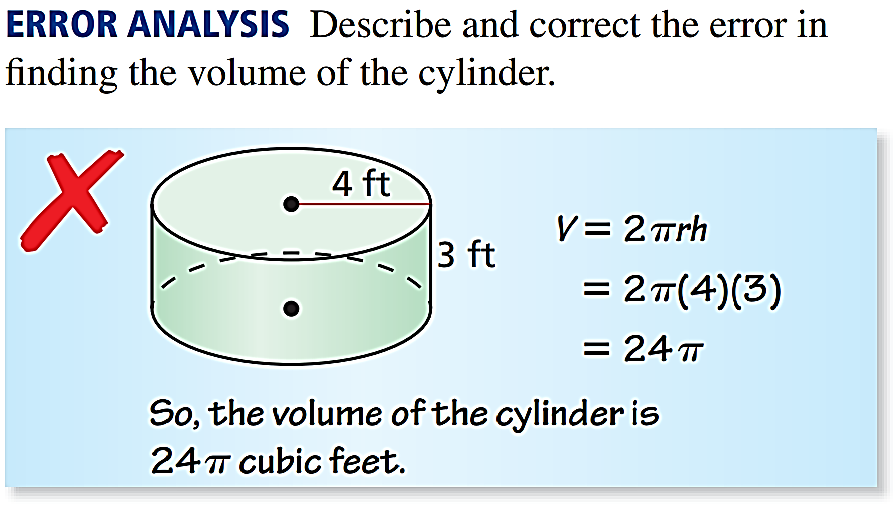 ERROR ANALYSIS Describe and correct the error in
finding the volume of the cylinder.
4 ft
3 ft
V = 2πrh
= 2π(4)(3)
= 24π
So, the volume of the cylinder is
24π cubic feet.